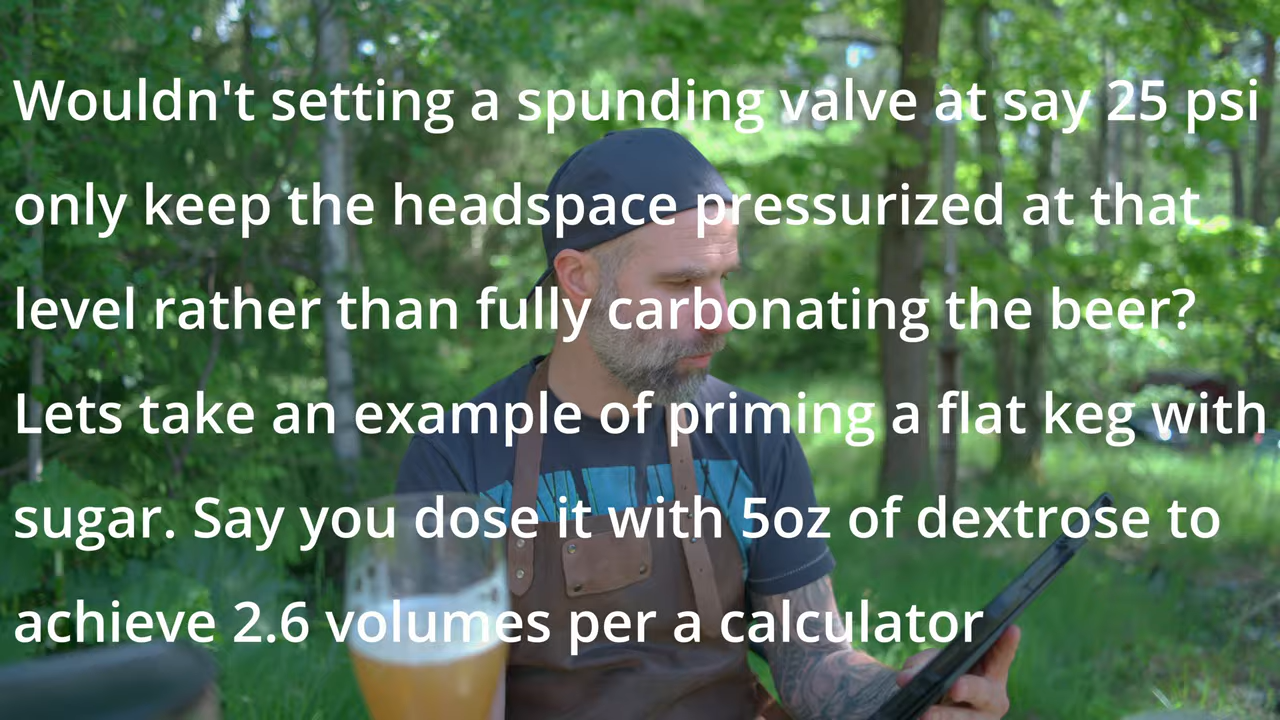 Wouldn't setting a spunding valve at say 25 psi
only keep the headspace pressurized at that
level rather than fully carbonating the beer?
Lets take an example of priming a flat keg with
sugar. Say you dose it with 5oz of dextrose to
achieve 2.6 volumes per a calculator